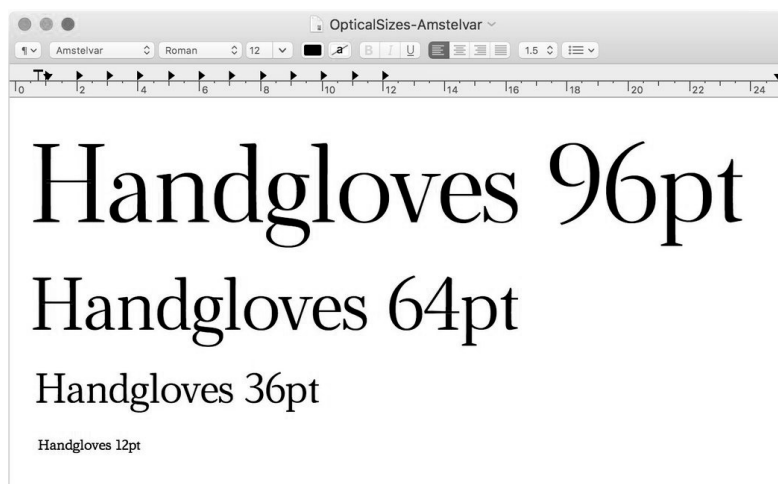 OpticalSizes-Amstelvar
¶ Amstelvar Roman 12 a B I U 1.5
0 2 4 6 8 10 12 14 16 18 20 22 24
Handgloves 96pt
Handgloves 64pt
Handgloves 36pt
Handgloves 12pt